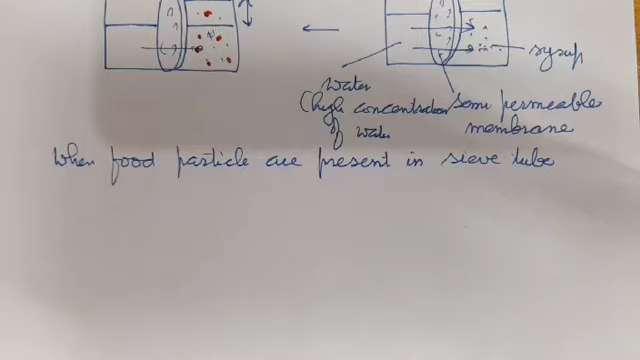 syrup
Water
(high concentration
of water
Semi permeable
membrane
When food particle are present in sieve tube